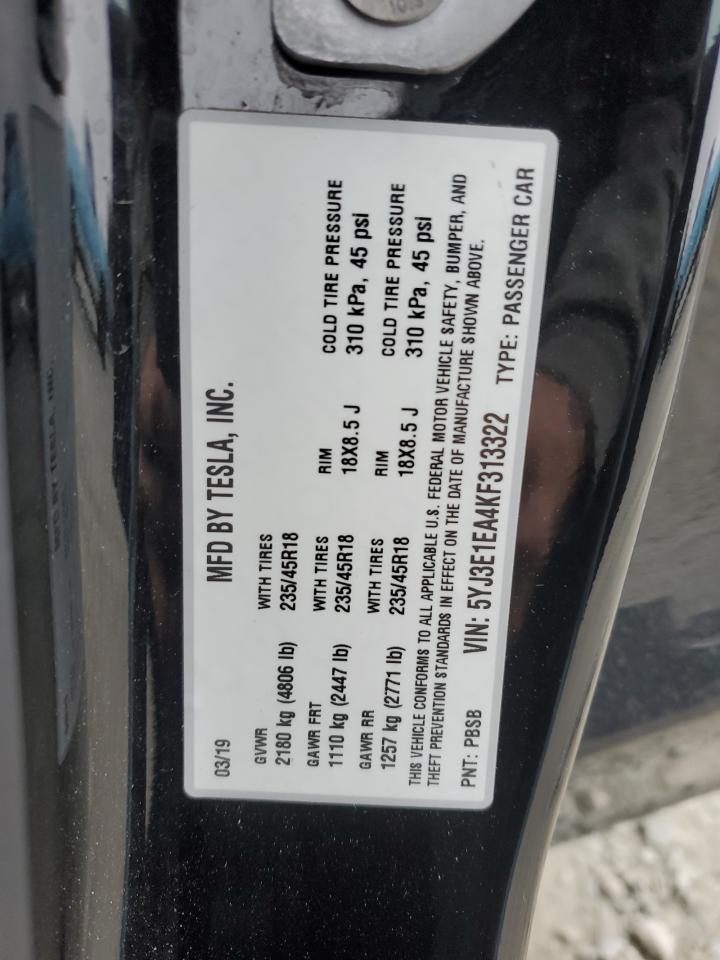 MFD BY TESLA, INC.
03/19
GVWR WITH TIRES RIM COLD TIRE PRESSURE
2180 kg (4806 lb) 235/45R18 18X8.5 J 310 kPa, 45 psi
GAWR FRT WITH TIRES RIM COLD TIRE PRESSURE
1110 kg (2447 lb) 235/45R18 18X8.5 J 310 kPa, 45 psi
GAWR RR WITH TIRES
1257 kg (2771 lb) 235/45R18
THIS VEHICLE CONFORMS TO ALL APPLICABLE U.S. FEDERAL MOTOR VEHICLE SAFETY, BUMPER, AND
THEFT PREVENTION STANDARDS IN EFFECT ON THE DATE OF MANUFACTURE SHOWN ABOVE.
PNT: PBSB VIN: 5YJ3E1EA4KF313322 TYPE: PASSENGER CAR